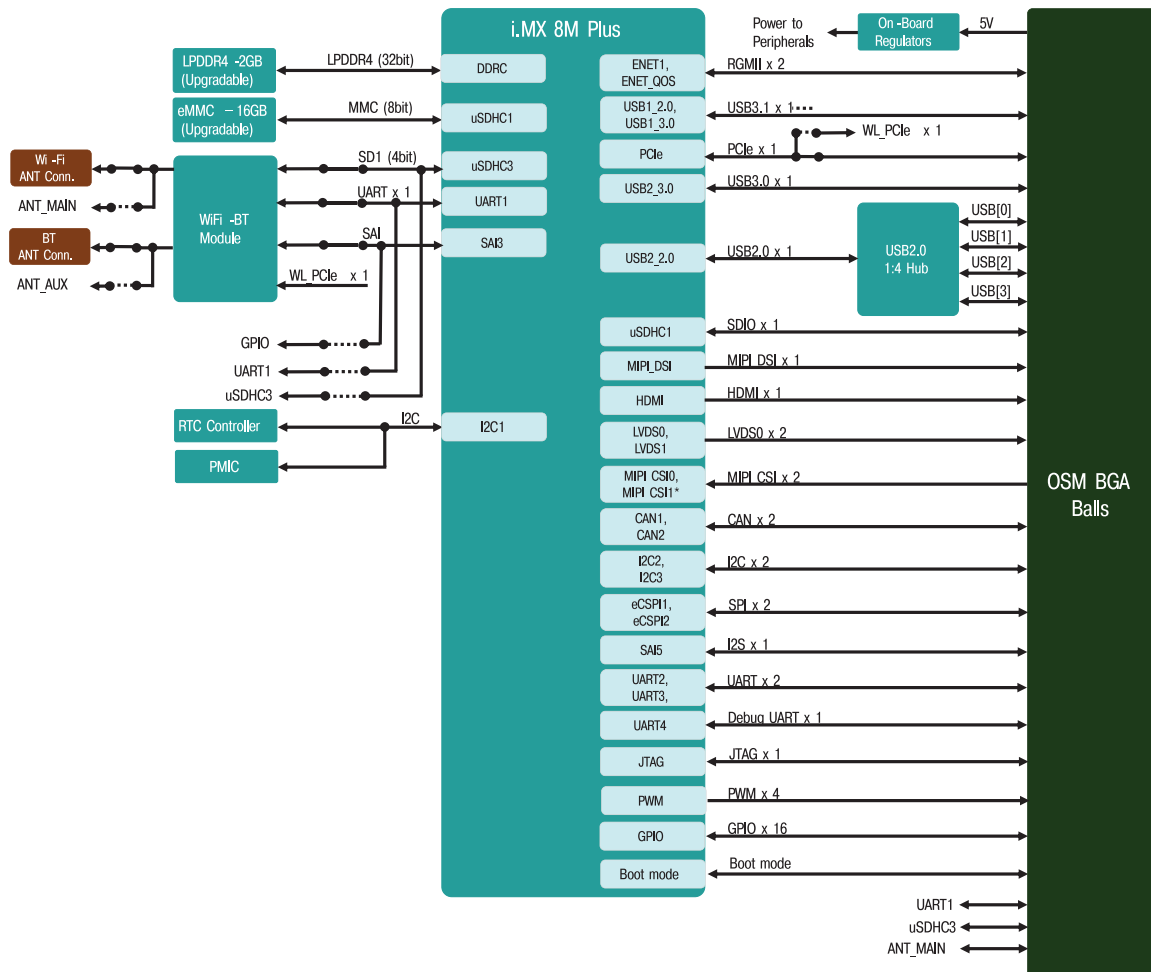 i.MX 8M Plus
Power to
Peripherals
On -Board
Regulators
5V
LPDDR4 -2GB
(Upgradable)
LPDDR4 (32bit)
DDRC
ENET1,
ENET_QOS
RGMII x 2
eMMC – 16GB
(Upgradable)
MMC (8bit)
uSDHC1
USB1_2.0,
USB1_3.0
USB3.1 x 1
WL_PCIe x 1
Wi -Fi
ANT Conn.
ANT_MAIN
BT
ANT Conn.
ANT_AUX
WiFi -BT
Module
SD1 (4bit)
uSDHC3
UART x 1
UART1
SAI
SAI3
WL_PCIe x 1
PCIe
PCIe x 1
USB2_3.0
USB3.0 x 1
USB2_2.0
USB2.0 x 1
USB2.0
1:4 Hub
USB[0]
USB[1]
USB[2]
USB[3]
GPIO
UART1
uSDHC3
RTC Controller
I2C
I2C1
PMIC
uSDHC1
SDIO x 1
MIPI_DSI
MIPI DSI x 1
HDMI
HDMI x 1
LVDS0,
LVDS1
LVDS0 x 2
MIPI CSI0,
MIPI CSI1*
MIPI CSI x 2
CAN1,
CAN2
CAN x 2
I2C2,
I2C3
I2C x 2
eCSPI1,
eCSPI2
SPI x 2
SAI5
I2S x 1
UART2,
UART3,
UART x 2
UART4
Debug UART x 1
JTAG
JTAG x 1
PWM
PWM x 4
GPIO
GPIO x 16
Boot mode
Boot mode
OSM BGA
Balls
UART1
uSDHC3
ANT_MAIN